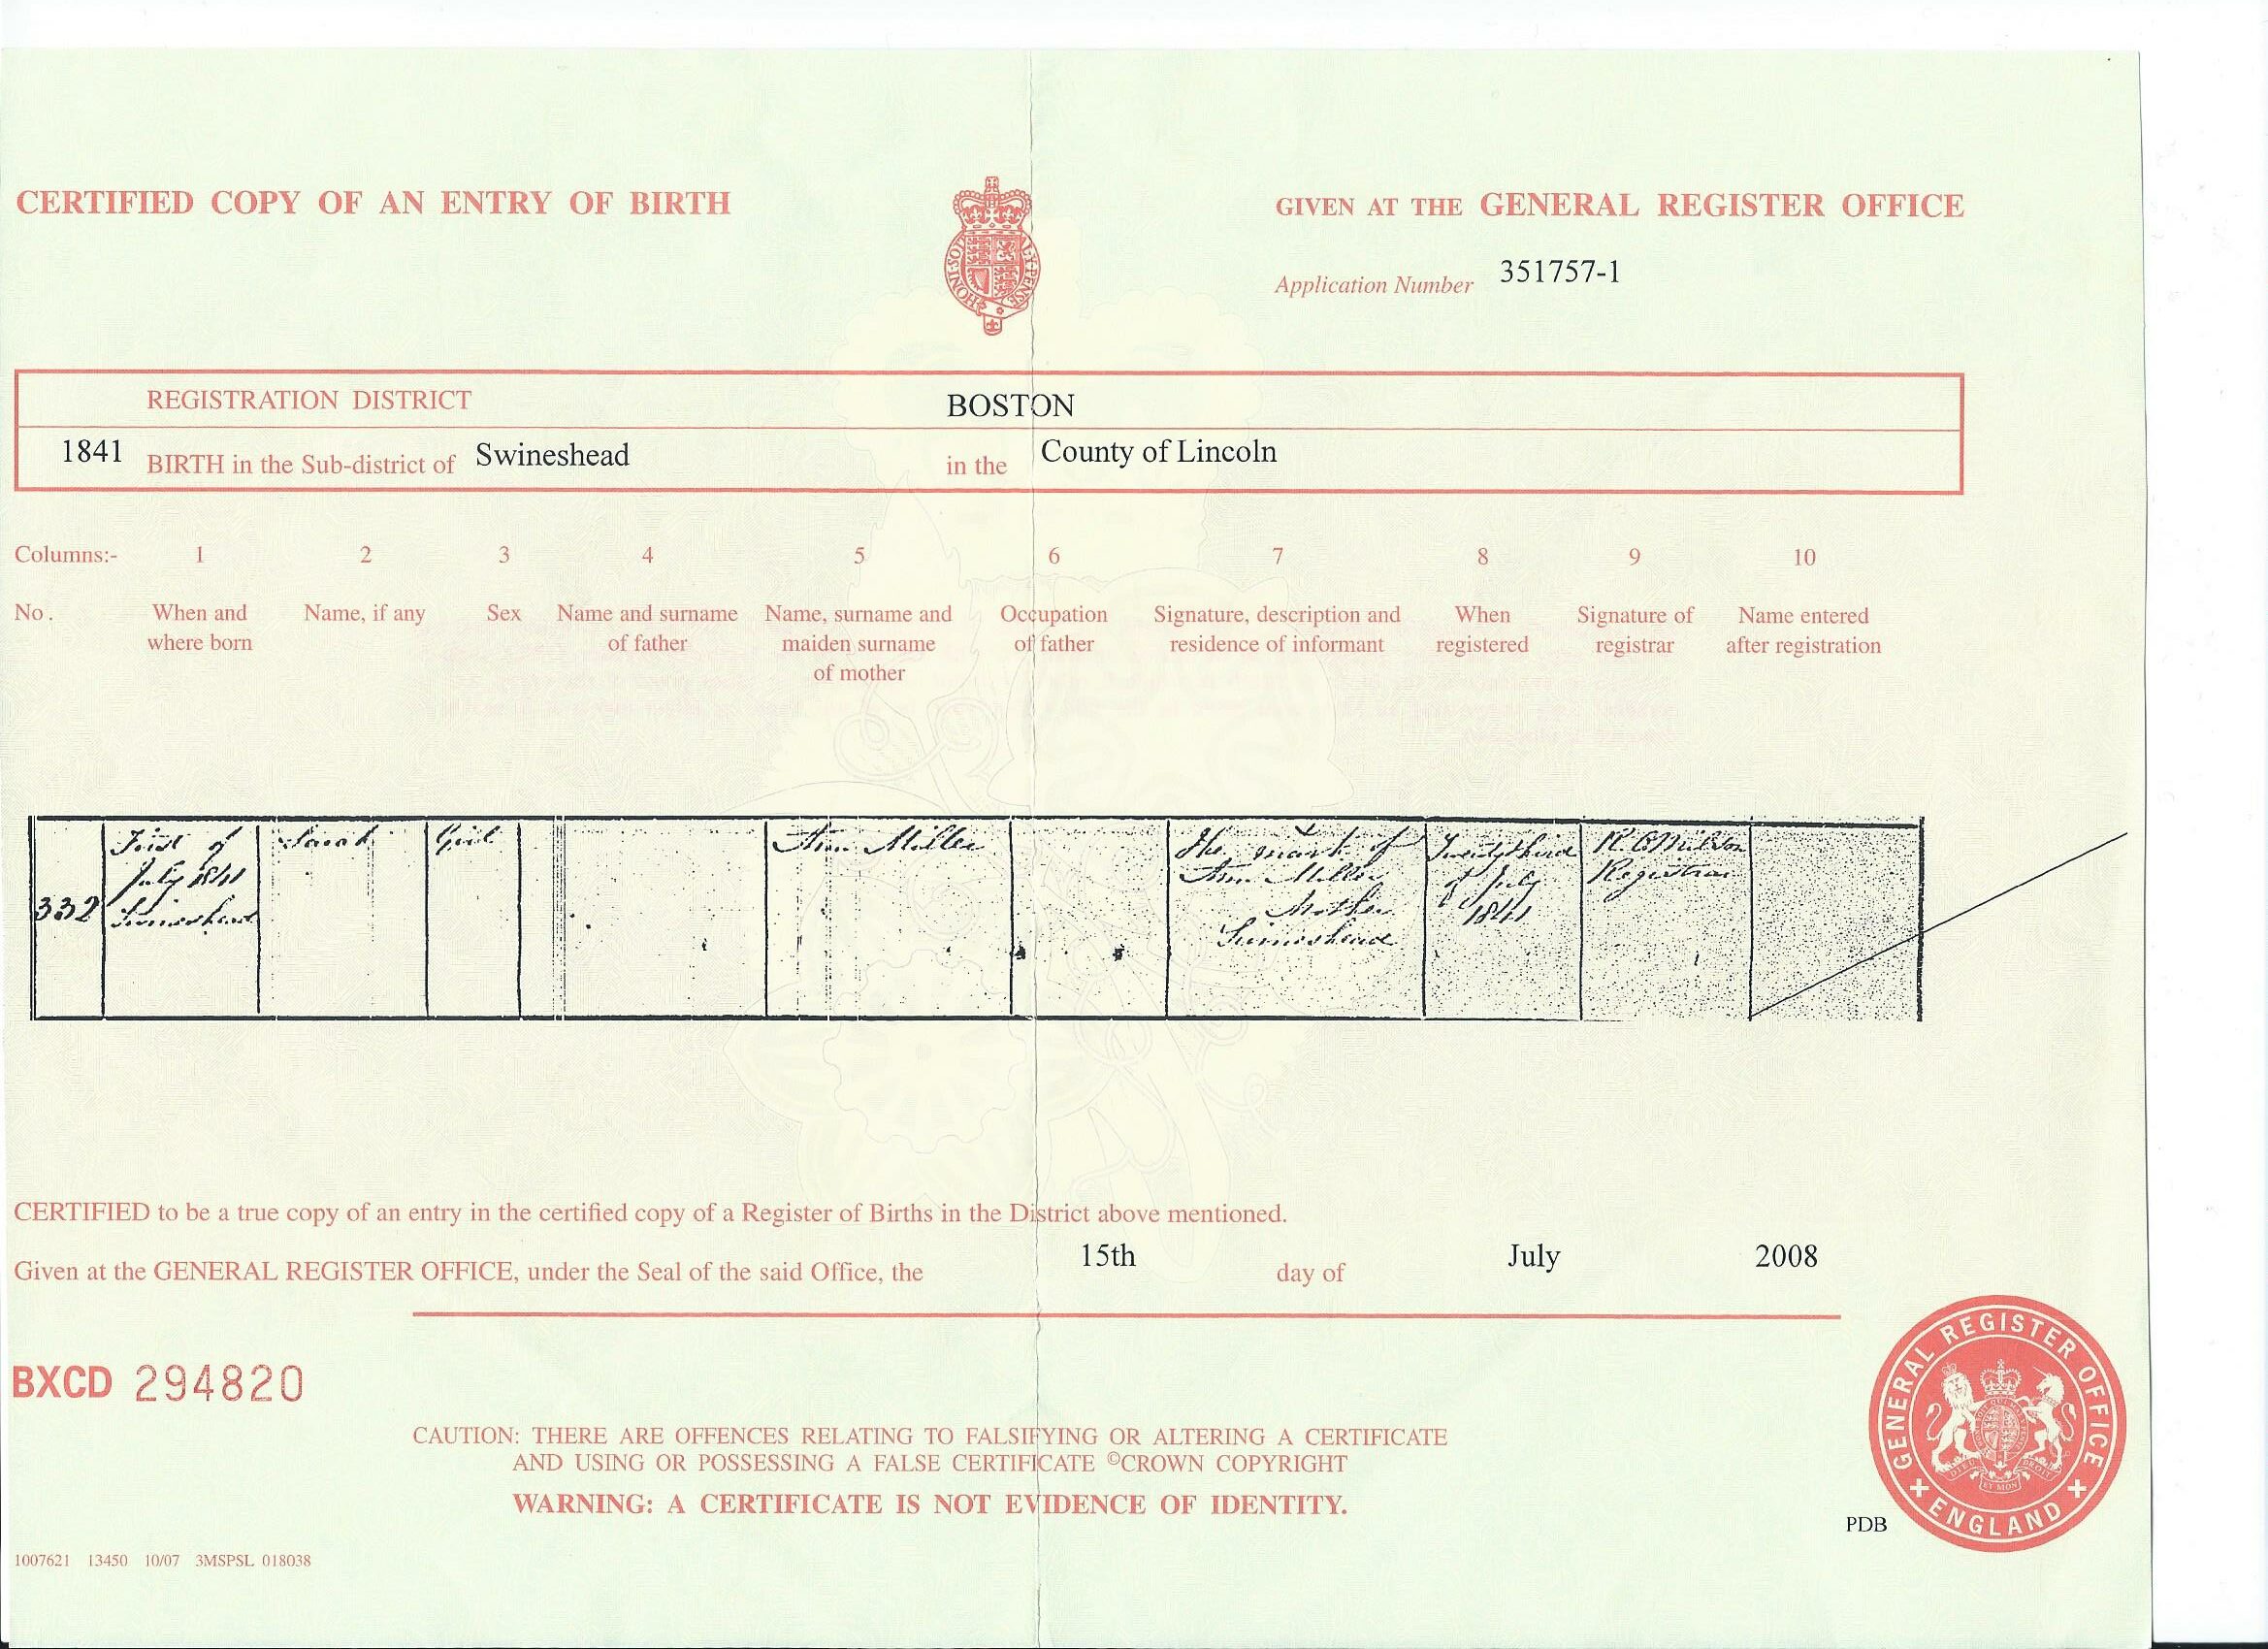 CERTIFIED COPY OF AN ENTRY OF BIRTH
GIVEN AT THE GENERAL REGISTER OFFICE
HONI SOIT Y PENSE
Application Number 351757-1
REGISTRATION DISTRICT BOSTON
1841 BIRTH in the Sub-district of Swineshead in the County of Lincoln
Columns:- 1 2 3 4 5 6 7 8 9 10
No. When and where born
Name, if any
Sex
Name and surname of father
Name, surname and maiden surname of mother
Occupation of father
Signature, description and residence of informant
When registered
Signature of registrar
Name entered after registration
332
First of
July 1841
Swineshead
Sarah
Girl
Ann Miller
The mark of
Ann Miller
Mother
Swineshead
Twenty third
of July
1841
Registrar
CERTIFIED to be a true copy of an entry in the certified copy of a Register of Births in the District above mentioned.
Given at the GENERAL REGISTER OFFICE, under the Seal of the said Office, the 15th day of July 2008
BXCD 294820
CAUTION: THERE ARE OFFENCES RELATING TO FALSIFYING OR ALTERING A CERTIFICATE
AND USING OR POSSESSING A FALSE CERTIFICATE ©CROWN COPYRIGHT
WARNING: A CERTIFICATE IS NOT EVIDENCE OF IDENTITY.
GENERAL REGISTER OFFICE
ENGLAND
PDB
1007621 13450 10/07 3MSPSL 018038